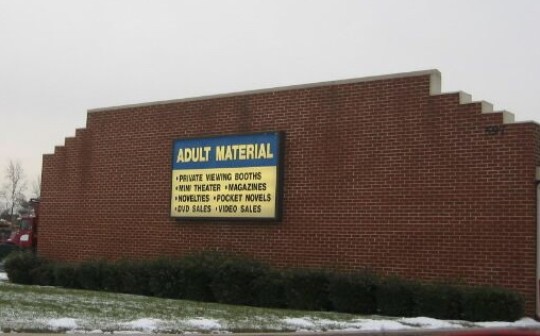 ADULT MATERIAL
•PRIVATE VIEWING BOOTHS
•MINI THEATER •MAGAZINES
•NOVELTIES •POCKET NOVELS
•DVD SALES •VIDEO SALES